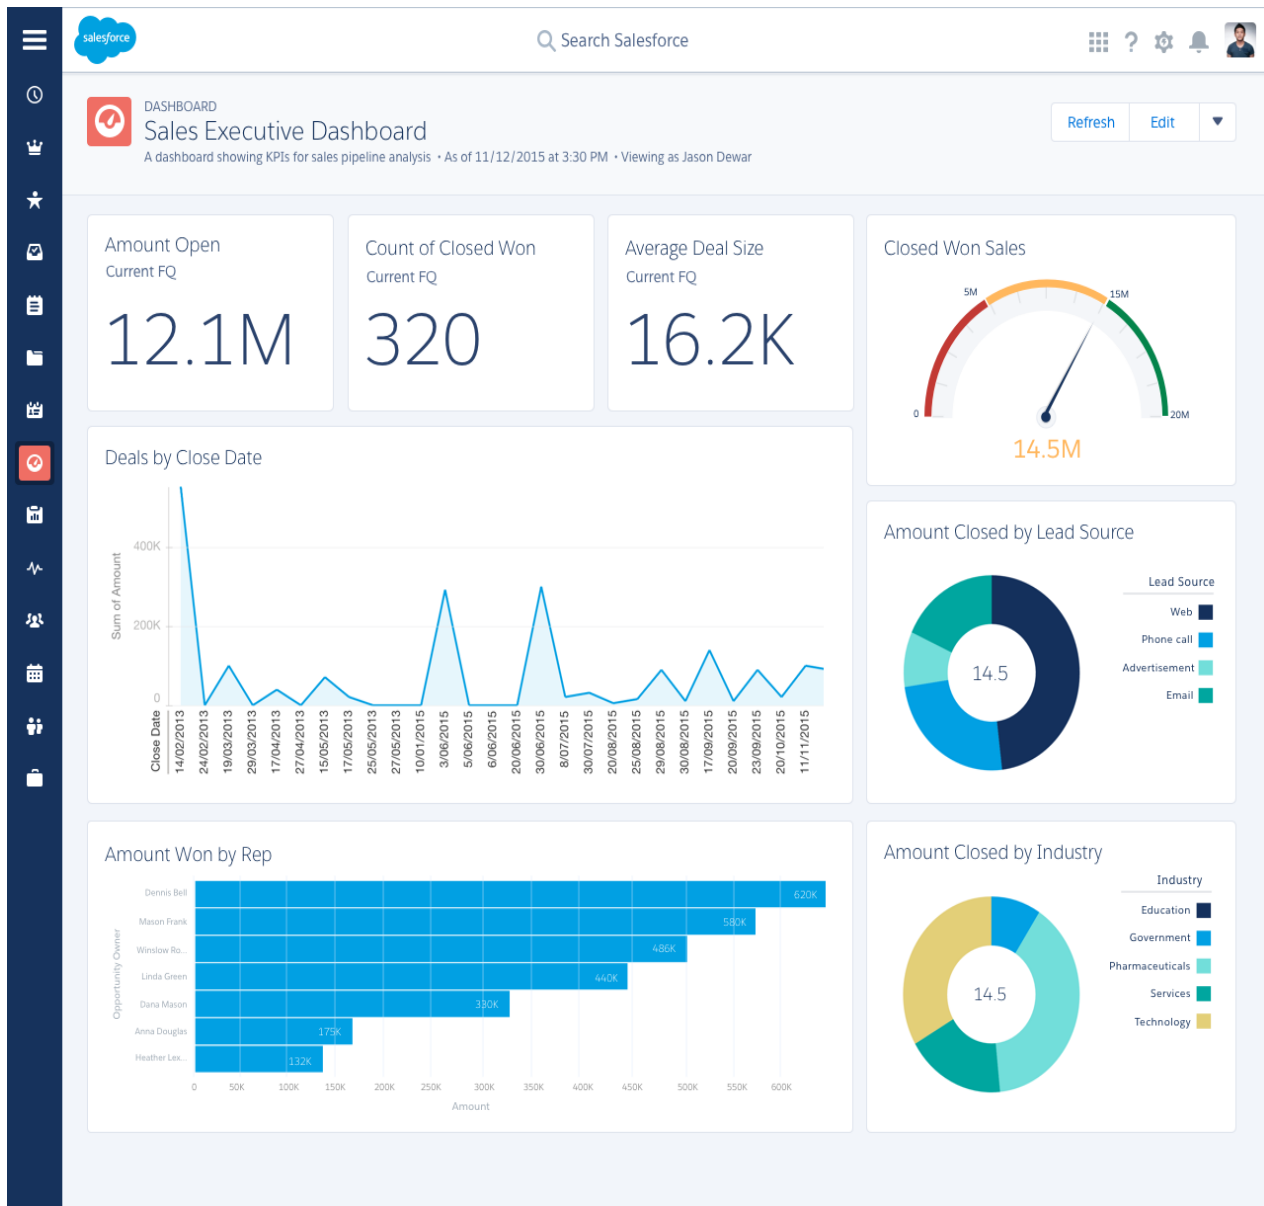 salesforce
Search Salesforce
DASHBOARD
Sales Executive Dashboard
A dashboard showing KPIs for sales pipeline analysis • As of 11/12/2015 at 3:30 PM • Viewing as Jason Dewar
Refresh
Edit
Amount Open
Current FQ
12.1M
Count of Closed Won
Current FQ
320
Average Deal Size
Current FQ
16.2K
Closed Won Sales
0
5M
15M
20M
14.5M
Deals by Close Date
Sum of Amount
400K
200K
0
Close Date
14/02/2013
24/02/2013
19/03/2013
29/03/2013
17/04/2013
27/04/2013
15/05/2013
17/05/2013
25/05/2013
27/05/2013
10/01/2015
3/06/2015
5/06/2015
6/06/2015
20/06/2015
30/06/2015
8/07/2015
30/07/2015
20/08/2015
25/08/2015
29/08/2015
30/08/2015
17/09/2015
20/09/2015
23/09/2015
20/10/2015
11/11/2015
Amount Closed by Lead Source
14.5
Lead Source
Web
Phone call
Advertisement
Email
Amount Won by Rep
Opportunity Owner
Dennis Bell 620K
Mason Frank 580K
Winslow Ro... 486K
Linda Green 440K
Dana Mason 330K
Anna Douglas 175K
Heather Lex... 132K
0 50K 100K 150K 200K 250K 300K 350K 400K 450K 500K 550K 600K
Amount
Amount Closed by Industry
14.5
Industry
Education
Government
Pharmaceuticals
Services
Technology